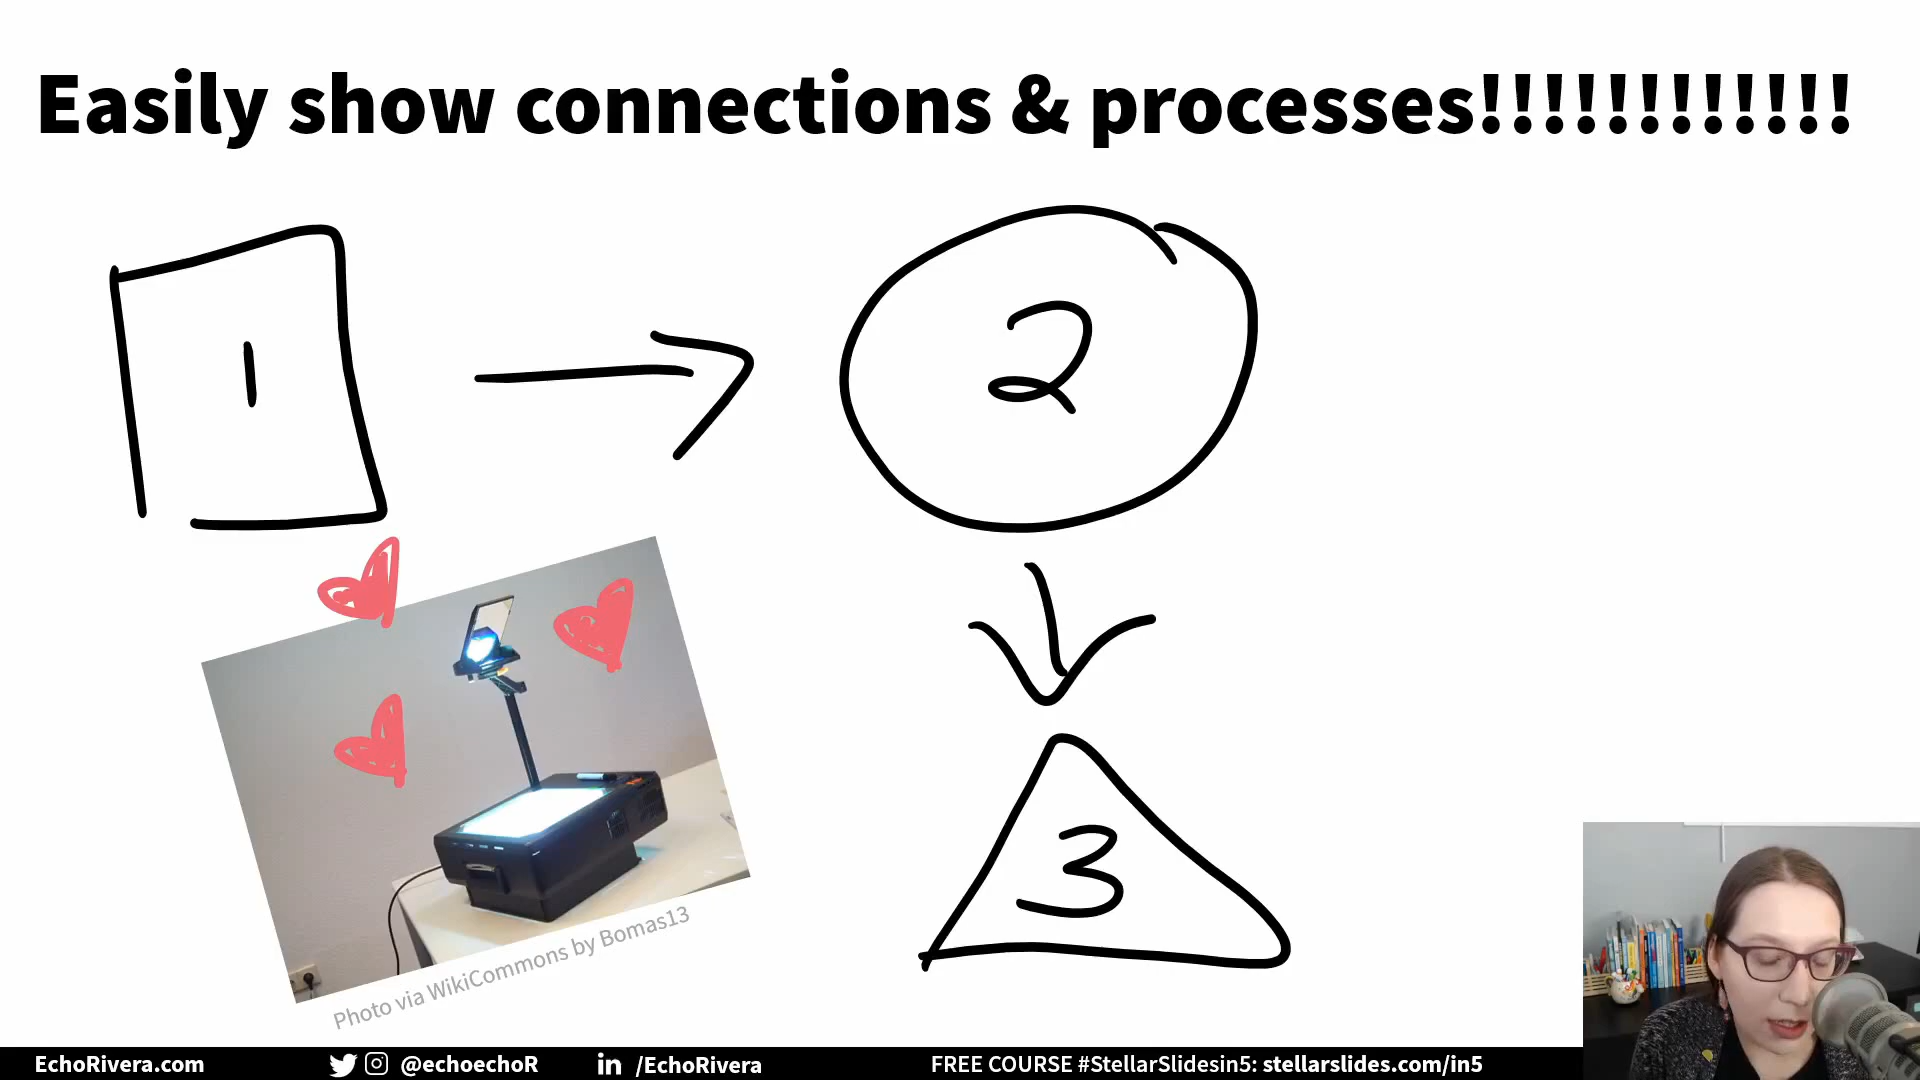 Easily show connections & processes!!!!!!!!!!!!
1
2
3
Photo via WikiCommons by Bomas13
EchoRivera.com @echoechoR in /EchoRivera FREE COURSE #StellarSlidesin5: stellarslides.com/in5